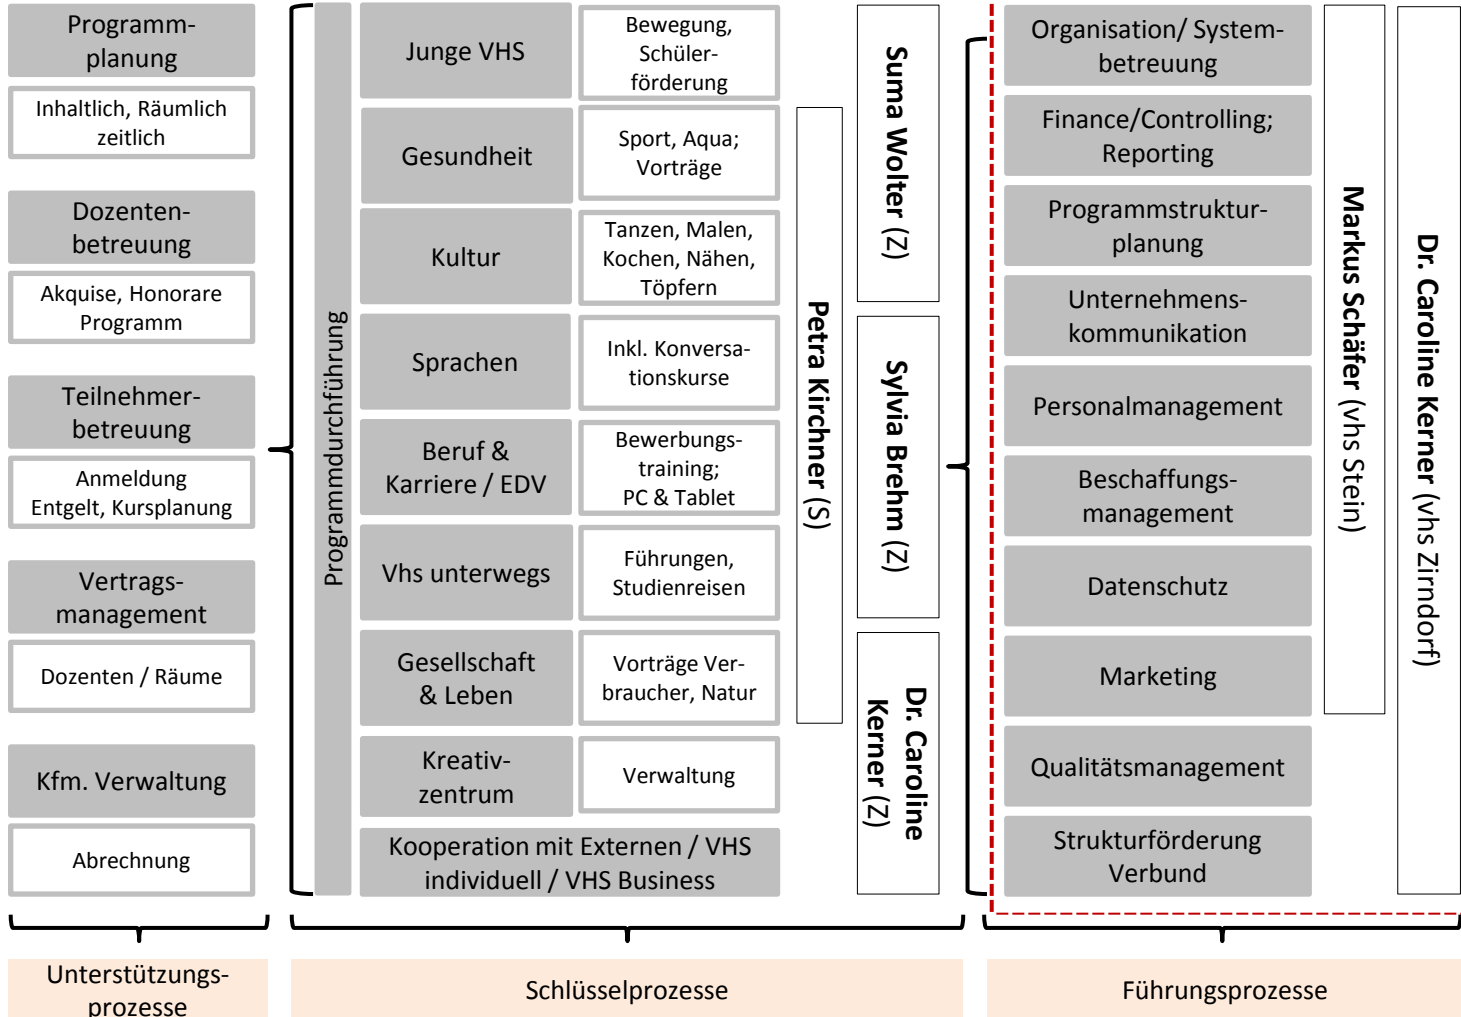 Programm-
planung
Inhaltlich, Räumlich
zeitlich
Dozenten-
betreuung
Akquise, Honorare
Programm
Teilnehmer-
betreuung
Anmeldung
Entgelt, Kursplanung
Vertrags-
management
Dozenten / Räume
Kfm. Verwaltung
Abrechnung
Unterstützungs-
prozesse
Programmdurchführung
Junge VHS
Bewegung,
Schüler-
förderung
Gesundheit
Sport, Aqua;
Vorträge
Kultur
Tanzen, Malen,
Kochen, Nähen,
Töpfern
Sprachen
Inkl. Konversa-
tionskurse
Beruf &
Karriere / EDV
Bewerbungs-
training;
PC & Tablet
Vhs unterwegs
Führungen,
Studienreisen
Gesellschaft
& Leben
Vorträge Ver-
braucher, Natur
Kreativ-
zentrum
Verwaltung
Kooperation mit Externen / VHS
individuell / VHS Business
Petra Kirchner (S)
Suma Wolter (Z)
Sylvia Brehm (Z)
Dr. Caroline
Kerner (Z)
Schlüsselprozesse
Organisation/ System-
betreuung
Finance/Controlling;
Reporting
Programmstruktur-
planung
Unternehmens-
kommunikation
Personalmanagement
Beschaffungs-
management
Datenschutz
Marketing
Qualitätsmanagement
Strukturförderung
Verbund
Markus Schäfer (vhs Stein)
Dr. Caroline Kerner (vhs Zirndorf)
Führungsprozesse